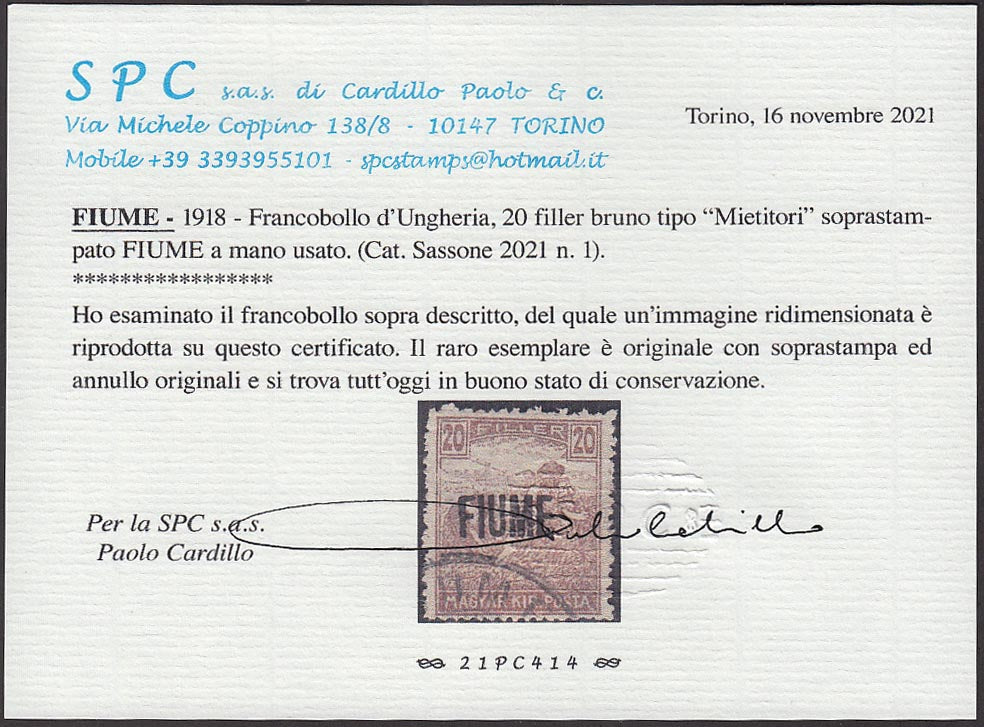 SPC s.a.s. di Cardillo Paolo & c.
Via Michele Coppino 138/8 - 10147 TORINO
Mobile +39 3393955101 - spcstamps@hotmail.it
Torino, 16 novembre 2021
FIUME - 1918 - Francobollo d'Ungheria, 20 filler bruno tipo “Mietitori” soprastam-
pato FIUME a mano usato. (Cat. Sassone 2021 n. 1).
*****************
Ho esaminato il francobollo sopra descritto, del quale un'immagine ridimensionata è
riprodotta su questo certificato. Il raro esemplare è originale con soprastampa ed
annullo originali e si trova tutt'oggi in buono stato di conservazione.
20 FILLER 20
FIUME
MAGYAR KIR POSTA
Per la SPC s.a.s.
Paolo Cardillo
21PC414